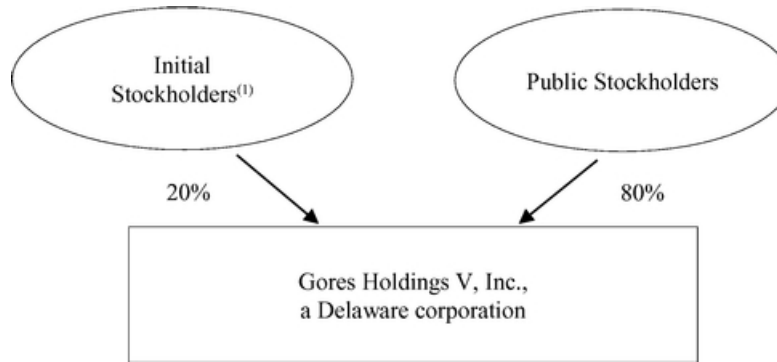 Initial
Stockholders(1)
Public Stockholders
20%
80%
Gores Holdings V, Inc.,
a Delaware corporation